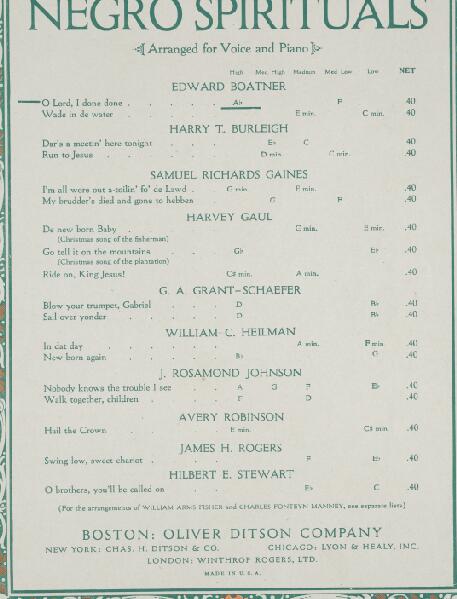 NEGRO SPIRITUALS
Arranged for Voice and Piano
High Med. High Medium Med. Low Low NET
EDWARD BOATNER
O Lord, I done done . . . . . A♭ F .40
Wade in de water . . . . . E min. C min. .40
HARRY T. BURLEIGH
Dar's a meetin' here tonight . . . . E♭ C .40
Run to Jesus . . . . . D min. C min. .40
SAMUEL RICHARDS GAINES
I'm all wore out a-toilin' fo' de Lawd . . G min. E min. .40
My brudder's died and gone to hebben . . G F .40
HARVEY GAUL
De new born Baby . . . . . G min. E min. .40
(Christmas song of the fisherman)
Go tell it on the mountains . . . . G♭ E♭ .40
(Christmas song of the plantation)
Ride on, King Jesus! . . . . C♯ min. A min. .40
G. A. GRANT-SCHAEFER
Blow your trumpet, Gabriel . . . . D B♭ .40
Sail over yonder . . . . . D B♭ .40
WILLIAM C. HEILMAN
In dat day . . . . . A min. F min. .40
New born again . . . . . B♭ G .40
J. ROSAMOND JOHNSON
Nobody knows the trouble I see . . . A G F E♭ .40
Walk together, children . . . . F D .40
AVERY ROBINSON
Hail the Crown . . . . . E min. C♯ min. .40
JAMES H. ROGERS
Swing low, sweet chariot . . . . F E♭ .40
HILBERT E. STEWART
O brothers, you'll be called on . . . E♭ C .40
(For the arrangements of WILLIAM ARMS FISHER and CHARLES FONTEYN MANNEY, see separate lists)
BOSTON: OLIVER DITSON COMPANY
NEW YORK: CHAS. H. DITSON & CO. CHICAGO: LYON & HEALY, INC.
LONDON: WINTHROP ROGERS, LTD.
MADE IN U. S. A.